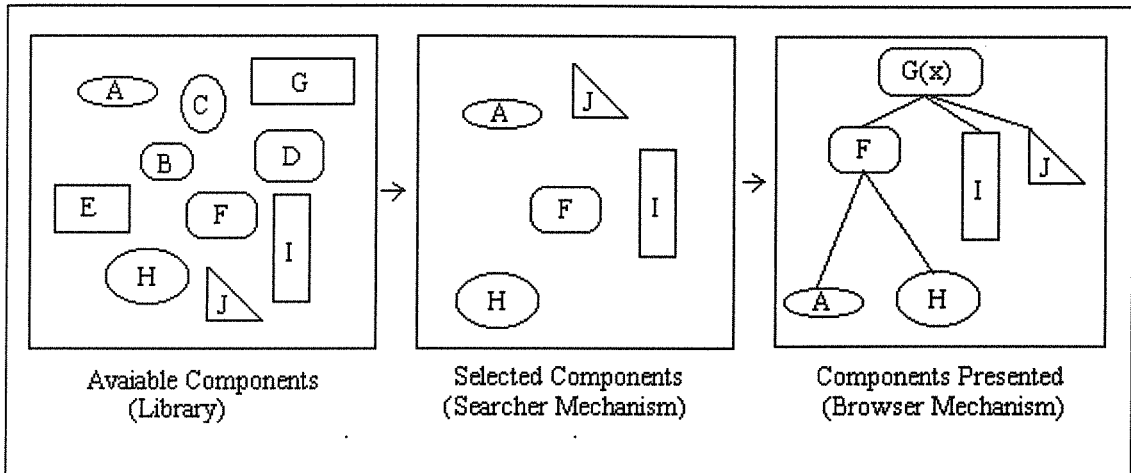 A
C
G
B
D
E
F
I
H
J
Avaiable Components
(Library)
J
A
F
I
H
Selected Components
(Searcher Mechanism)
G(x)
F
I
J
A
H
Components Presented
(Browser Mechanism)